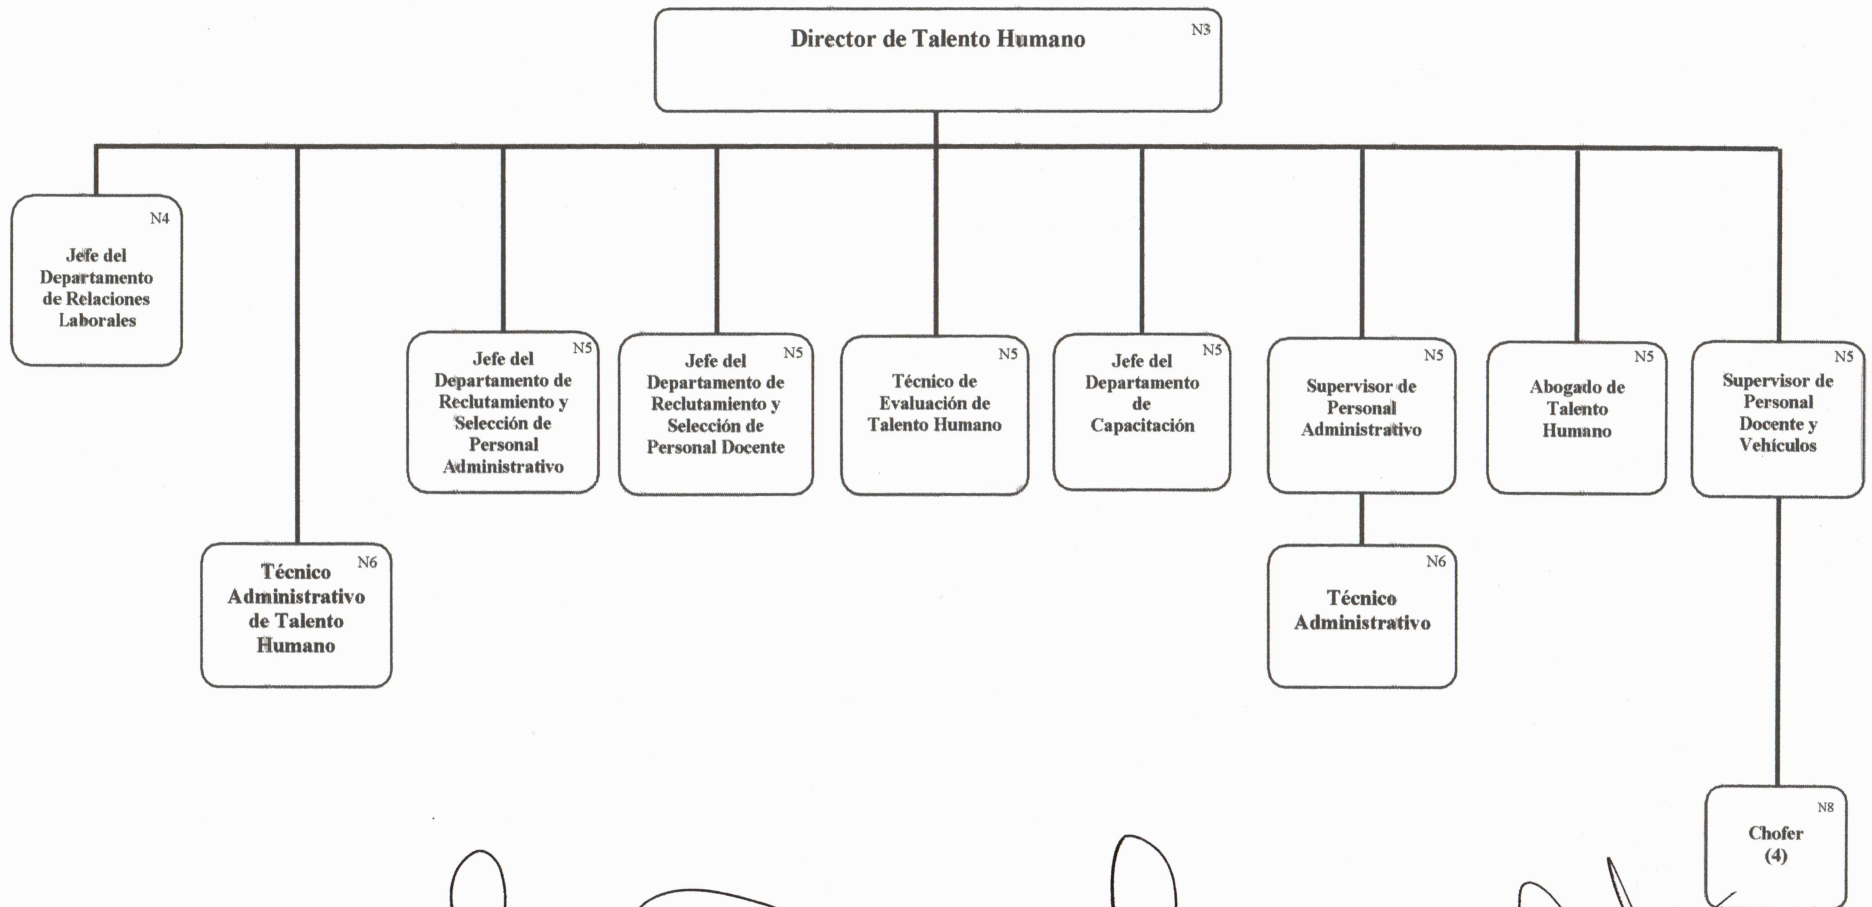 Director de Talento Humano
N3
N4
Jefe del
Departamento
de Relaciones
Laborales
N6
Técnico
Administrativo
de Talento
Humano
N5
Jefe del
Departamento de
Reclutamiento y
Selección de
Personal
Administrativo
N5
Jefe del
Departamento de
Reclutamiento y
Selección de
Personal Docente
N5
Técnico de
Evaluación de
Talento Humano
N5
Jefe del
Departamento
de
Capacitación
N5
Supervisor de
Personal
Administrativo
N6
Técnico
Administrativo
N5
Abogado de
Talento
Humano
N5
Supervisor de
Personal
Docente y
Vehículos
N8
Chofer
(4)